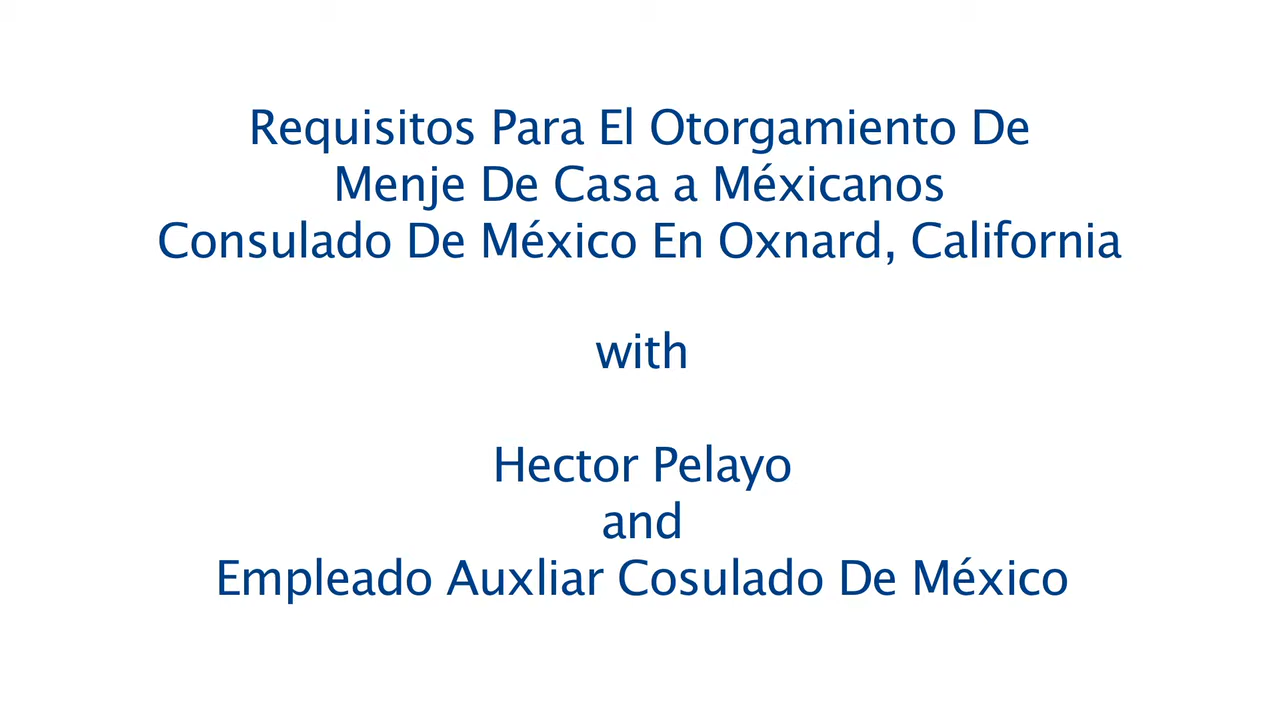 Requisitos Para El Otorgamiento De
Menje De Casa a Méxicanos
Consulado De México En Oxnard, California
with
Hector Pelayo
and
Empleado Auxliar Cosulado De México